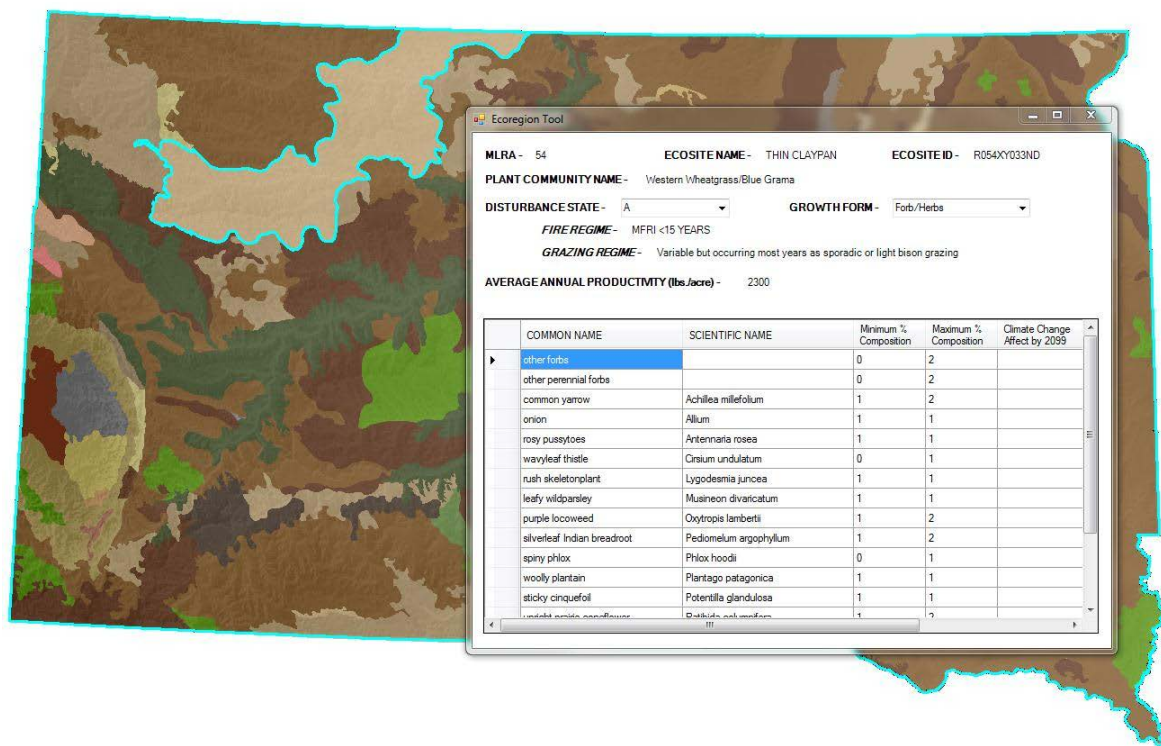 Ecoregion Tool
MLRA - 54 ECOSITE NAME - THIN CLAYPAN ECOSITE ID - R054XY033ND
PLANT COMMUNITY NAME - Western Wheatgrass/Blue Grama
DISTURBANCE STATE - A GROWTH FORM - Forb/Herbs
FIRE REGIME - MFRI <15 YEARS
GRAZING REGIME - Variable but occurring most years as sporadic or light bison grazing
AVERAGE ANNUAL PRODUCTIVITY (lbs./acre) - 2300
COMMON NAME SCIENTIFIC NAME Minimum % Composition Maximum % Composition Climate Change Affect by 2099
other forbs 0 2
other perennial forbs 0 2
common yarrow Achillea millefolium 1 2
onion Allium 1 1
rosy pussytoes Antennaria rosea 1 1
wavyleaf thistle Cirsium undulatum 0 1
rush skeletonplant Lygodesmia juncea 1 1
leafy wildparsley Musineon divaricatum 1 1
purple locoweed Oxytropis lambertii 1 2
silverleaf Indian breadroot Pediomelum argophyllum 1 2
spiny phlox Phlox hoodii 0 1
woolly plantain Plantago patagonica 1 1
sticky cinquefoil Potentilla glandulosa 1 1
upright prairie coneflower Ratibida columnifera 1 2